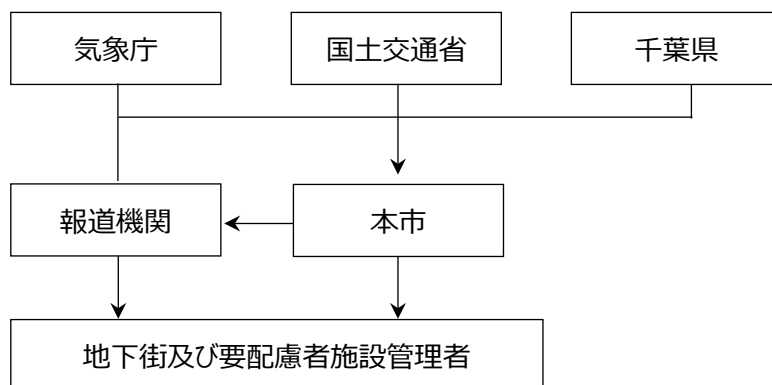 気象庁
国土交通省
千葉県
報道機関
本市
地下街及び要配慮者施設管理者